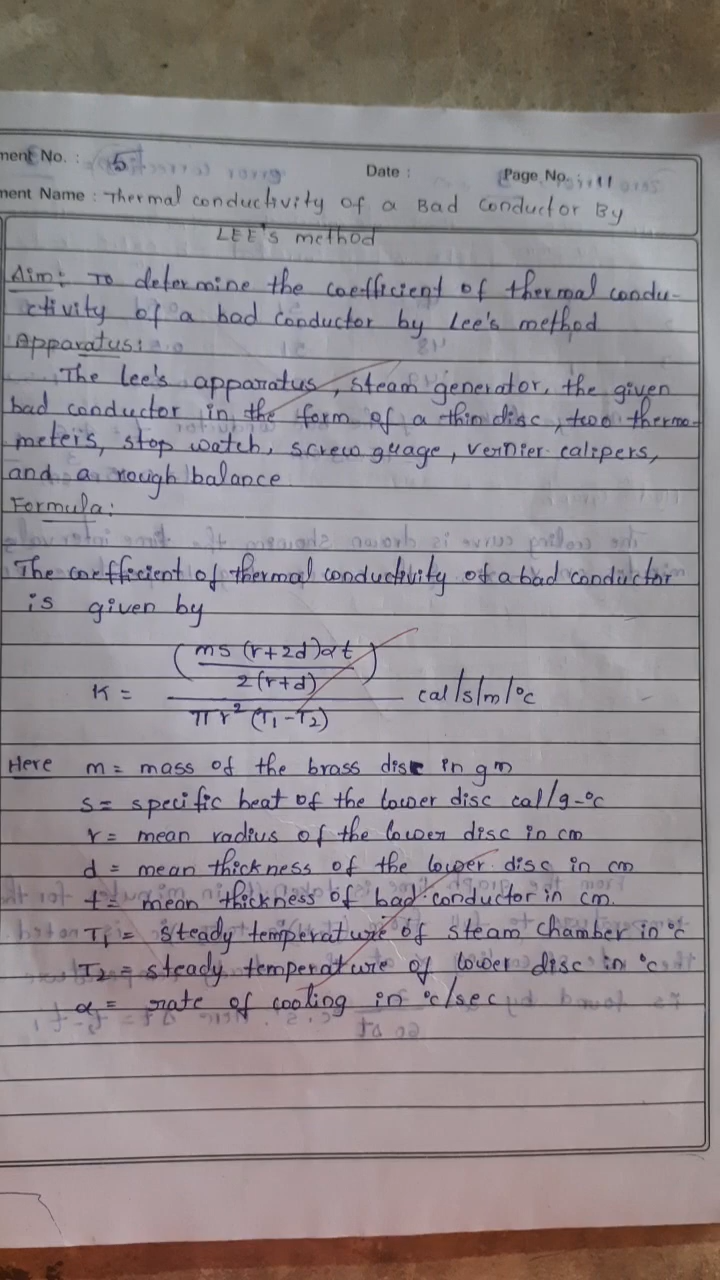 ment No. : 5 Date : Page No. 11
ment Name : Thermal conductivity of a Bad conductor By
LEE's method
Aim: To determine the coefficient of thermal condu-
ctivity of a bad conductor by Lee's method
Apparatus:
The Lee's apparatus, steam generator, the given
bad conductor in the form of a thin disc, two thermo-
meters, stop watch, screw guage, vernier calipers,
and a rough balance
Formula:
The coefficient of thermal conductivity of a bad conductor
is given by
(ms (r+2d)αt
2(r+d))
K = cal/s/m/°c
πr² (T₁-T₂)
Here m = mass of the brass disc in gm
s = specific heat of the lower disc cal/g-°c
r = mean radius of the lower disc in cm
d = mean thickness of the lower disc in cm
t = mean thickness of bad conductor in cm.
T₁ = steady temperature of steam chamber in °c
T₂ = steady temperature of lower disc in °c
α = rate of cooling in °c/sec